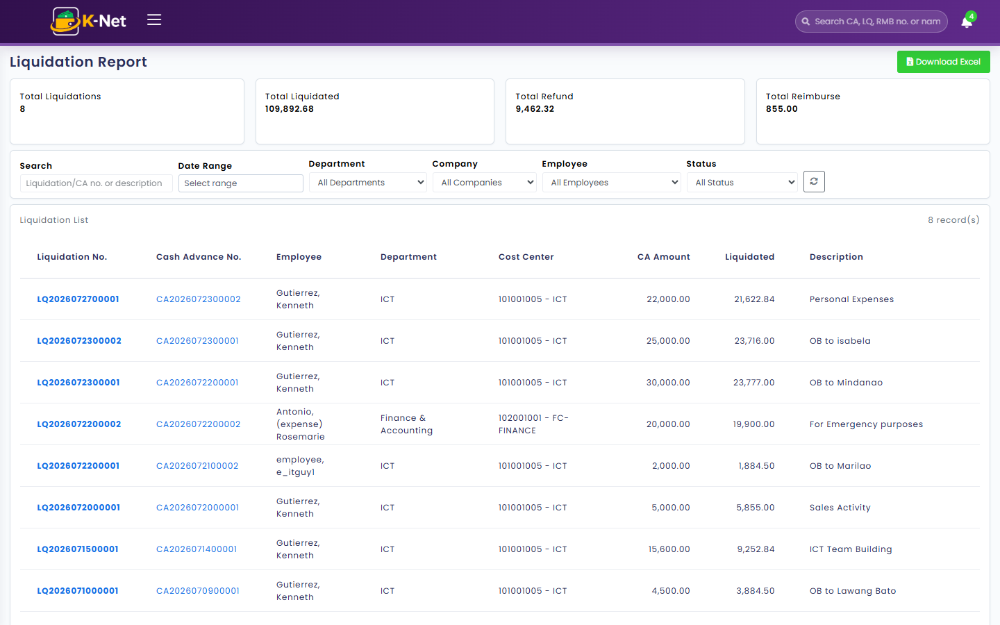 K-Net
Search CA, LQ, RMB no. or nam
4
Liquidation Report
Download Excel
Total Liquidations
8
Total Liquidated
109,892.68
Total Refund
9,462.32
Total Reimburse
855.00
Search
Date Range
Department
Company
Employee
Status
Liquidation/CA no. or description
Select range
All Departments
All Companies
All Employees
All Status
Liquidation List
8 record(s)
Liquidation No. Cash Advance No. Employee Department Cost Center CA Amount Liquidated Description
LQ2026072700001 CA2026072300002 Gutierrez, Kenneth ICT 101001005 - ICT 22,000.00 21,622.84 Personal Expenses
LQ2026072300002 CA2026072300001 Gutierrez, Kenneth ICT 101001005 - ICT 25,000.00 23,716.00 OB to isabela
LQ2026072300001 CA2026072200001 Gutierrez, Kenneth ICT 101001005 - ICT 30,000.00 23,777.00 OB to Mindanao
LQ2026072200002 CA2026072200002 Antonio, (expense) Rosemarie Finance & Accounting 102001001 - FC-FINANCE 20,000.00 19,900.00 For Emergency purposes
LQ2026072200001 CA2026072100002 employee, e_itguy1 ICT 101001005 - ICT 2,000.00 1,884.50 OB to Marilao
LQ2026072000001 CA2026072000001 Gutierrez, Kenneth ICT 101001005 - ICT 5,000.00 5,855.00 Sales Activity
LQ2026071500001 CA2026071400001 Gutierrez, Kenneth ICT 101001005 - ICT 15,600.00 9,252.84 ICT Team Building
LQ2026071000001 CA2026070900001 Gutierrez, Kenneth ICT 101001005 - ICT 4,500.00 3,884.50 OB to Lawang Bato